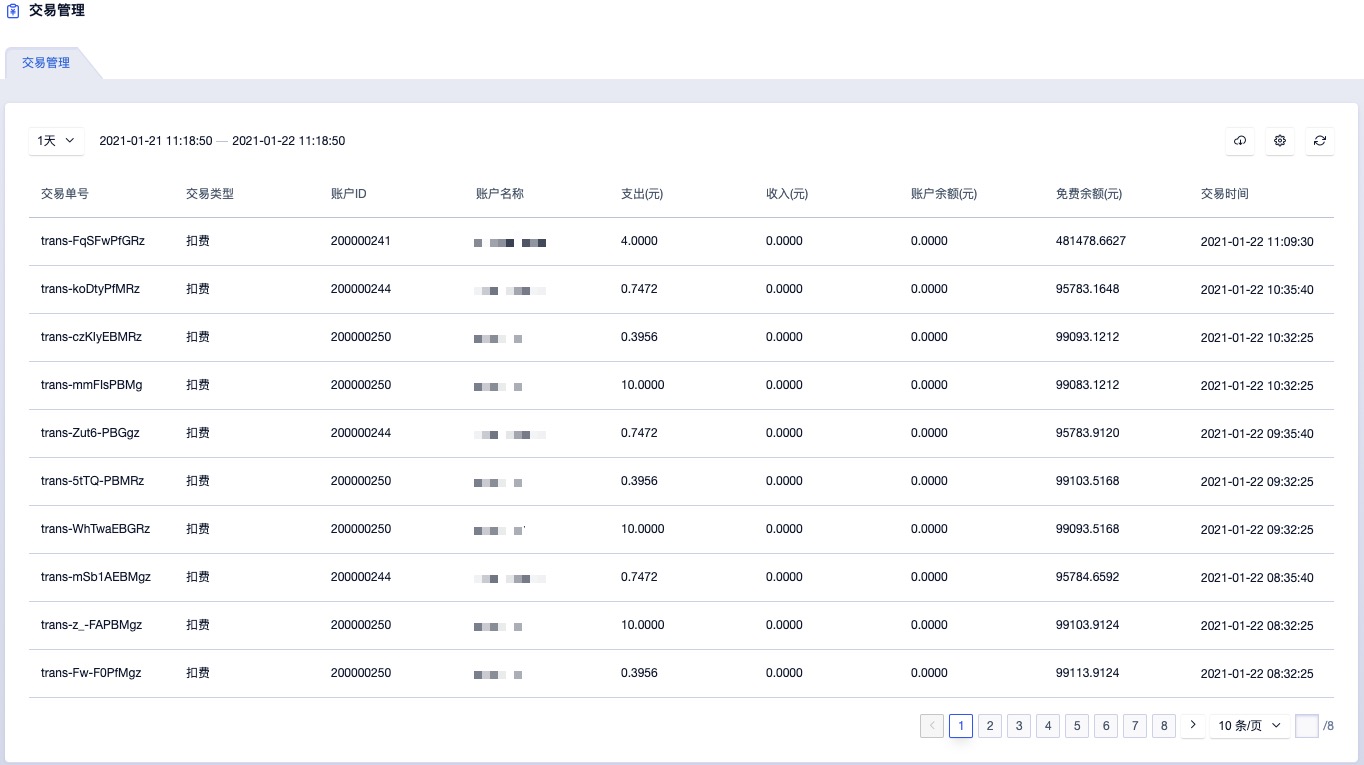 交易管理
交易管理
1天 2021-01-21 11:18:50 — 2021-01-22 11:18:50
交易单号 交易类型 账户ID 账户名称 支出(元) 收入(元) 账户余额(元) 免费余额(元) 交易时间
trans-FqSFwPfGRz 扣费 200000241 4.0000 0.0000 0.0000 481478.6627 2021-01-22 11:09:30
trans-koDtyPfMRz 扣费 200000244 0.7472 0.0000 0.0000 95783.1648 2021-01-22 10:35:40
trans-czKlyEBMRz 扣费 200000250 0.3956 0.0000 0.0000 99093.1212 2021-01-22 10:32:25
trans-mmFlsPBMg 扣费 200000250 10.0000 0.0000 0.0000 99083.1212 2021-01-22 10:32:25
trans-Zut6-PBGgz 扣费 200000244 0.7472 0.0000 0.0000 95783.9120 2021-01-22 09:35:40
trans-5tTQ-PBMRz 扣费 200000250 0.3956 0.0000 0.0000 99103.5168 2021-01-22 09:32:25
trans-WhTwaEBGRz 扣费 200000250 10.0000 0.0000 0.0000 99093.5168 2021-01-22 09:32:25
trans-mSb1AEBMgz 扣费 200000244 0.7472 0.0000 0.0000 95784.6592 2021-01-22 08:35:40
trans-z_-FAPBMgz 扣费 200000250 10.0000 0.0000 0.0000 99103.9124 2021-01-22 08:32:25
trans-Fw-F0PfMgz 扣费 200000250 0.3956 0.0000 0.0000 99113.9124 2021-01-22 08:32:25
1 2 3 4 5 6 7 8 10 条/页 /8